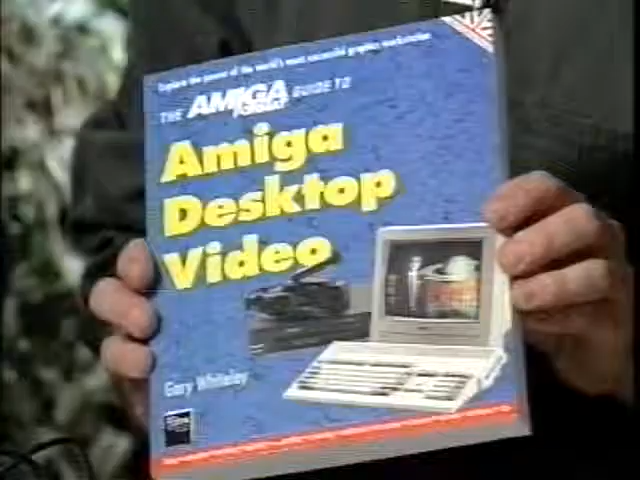 Explore the power of the world's most successful graphics workstation
THE AMIGA FORMAT GUIDE TO
Amiga
Desktop
Video
Gary Whiteley